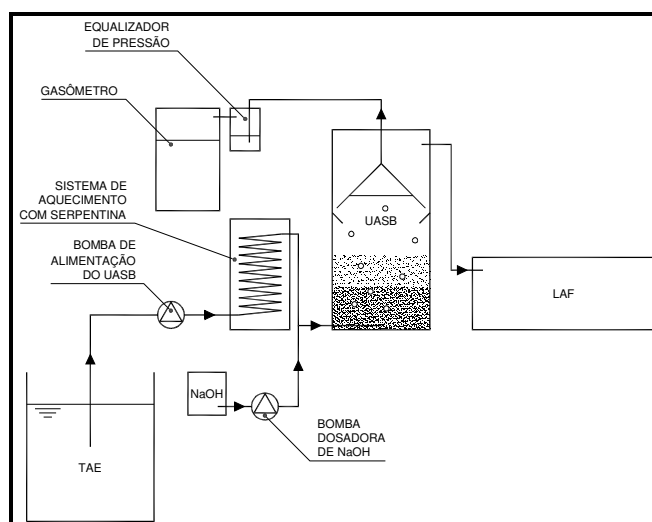 EQUALIZADOR
DE PRESSÃO
GASÔMETRO
SISTEMA DE
AQUECIMENTO
COM SERPENTINA
UASB
BOMBA DE
ALIMENTAÇÃO
DO UASB
LAF
NaOH
BOMBA
DOSADORA
DE NaOH
TAE